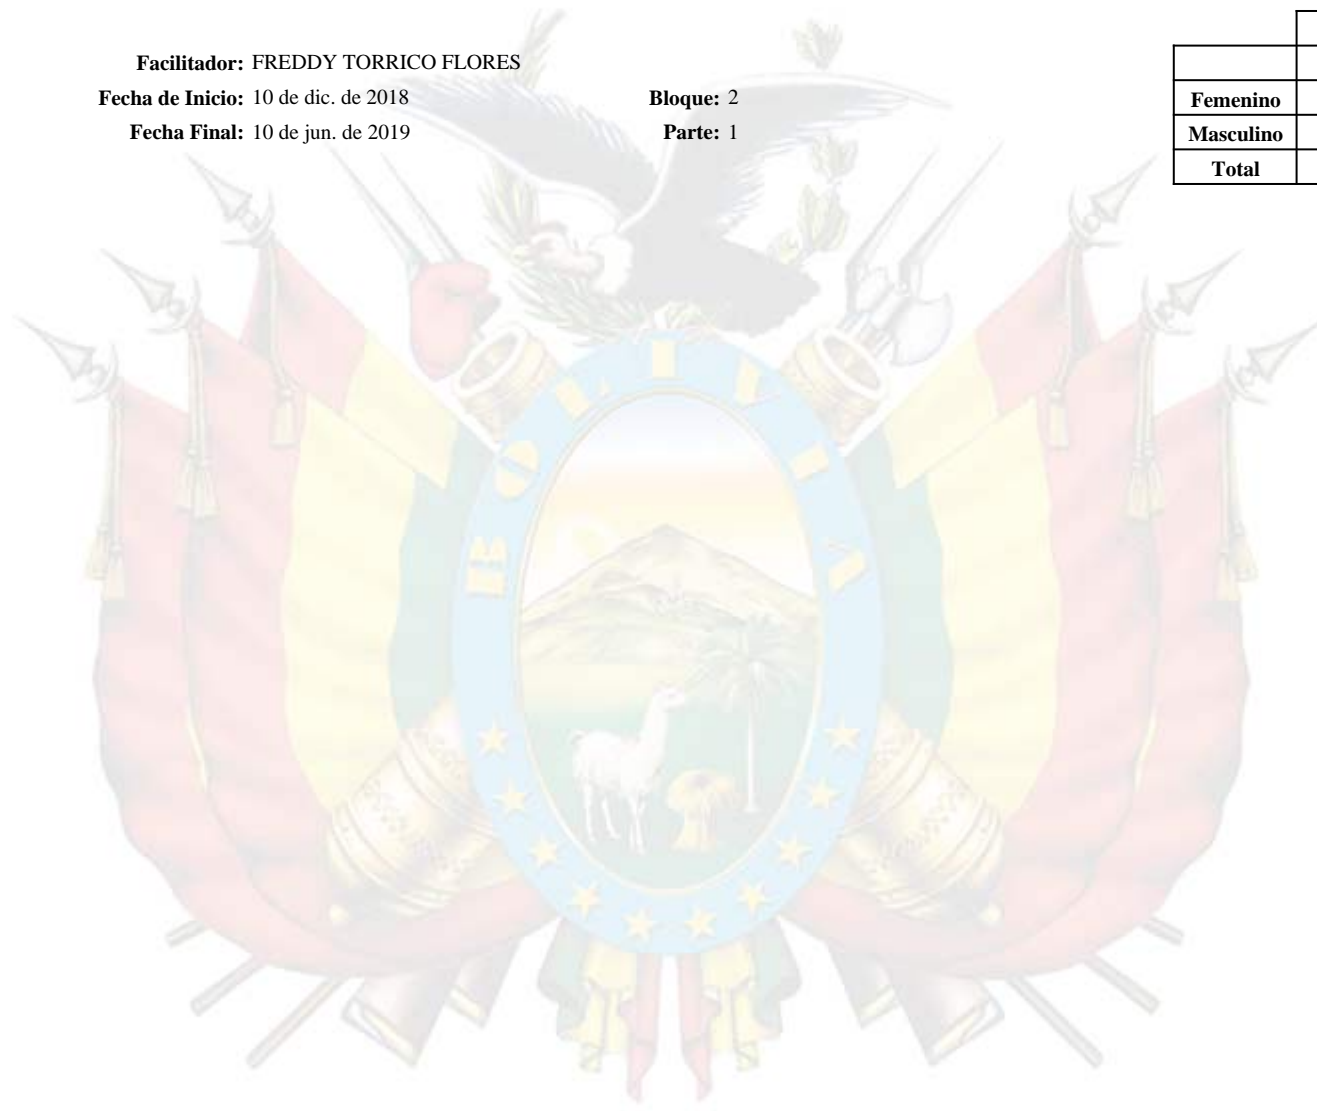 Facilitador: FREDDY TORRICO FLORES
Fecha de Inicio: 10 de dic. de 2018 Bloque: 2
Fecha Final: 10 de jun. de 2019 Parte: 1
Femenino
Masculino
Total
BOLIVIA